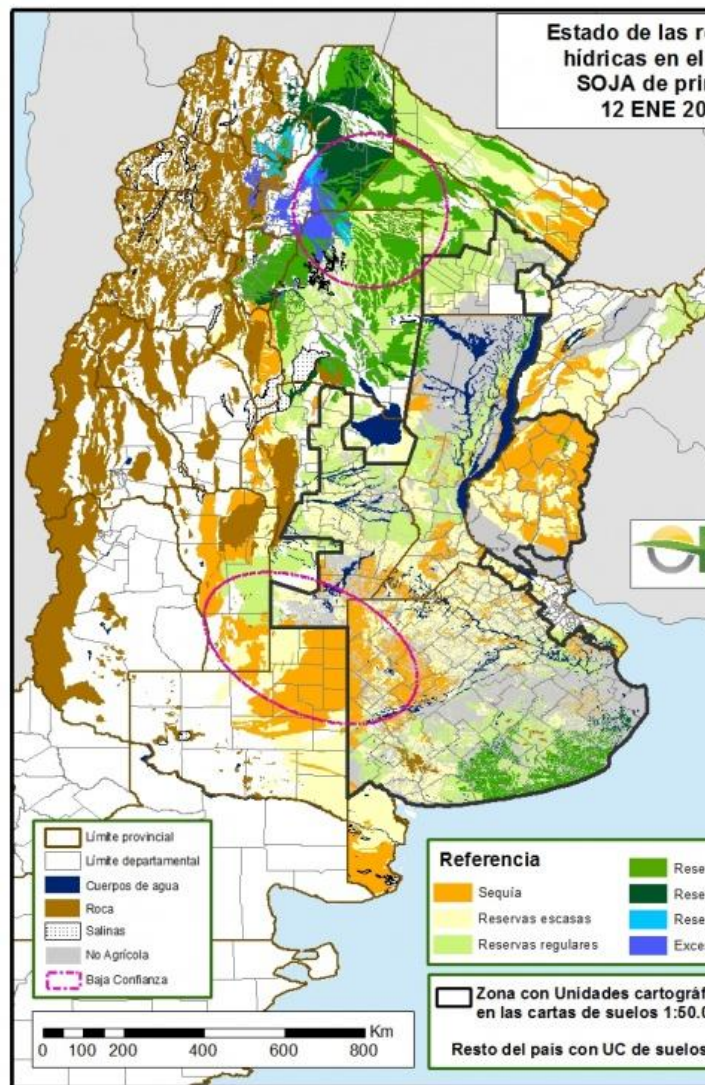 Estado de las re
hídricas en el
SOJA de pri
12 ENE 20
Límite provincial
Límite departamental
Cuerpos de agua
Roca
Salinas
No Agrícola
Baja Confianza
Km
0 100 200 400 600 800
Referencia
Sequía
Reservas escasas
Reservas regulares
Rese
Rese
Rese
Exce
Zona con Unidades cartográf
en las cartas de suelos 1:50.0
Resto del país con UC de suelos